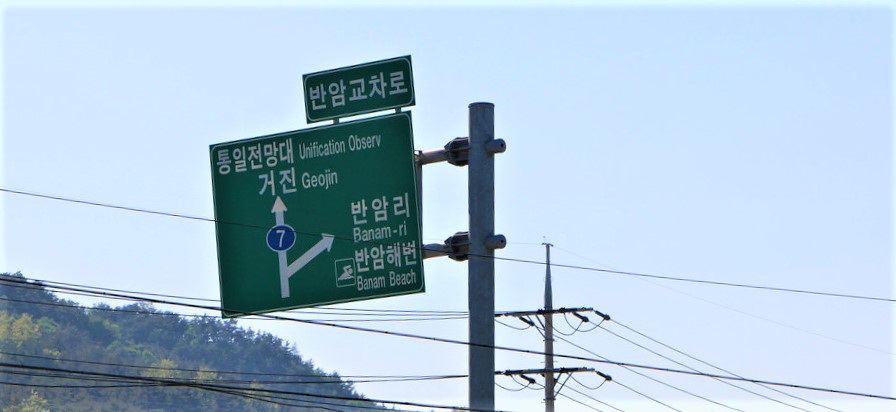 반암교차로
통일전망대 Unification Observ
거진 Geojin
7
반암리
Banam-ri
반암해변
Banam Beach